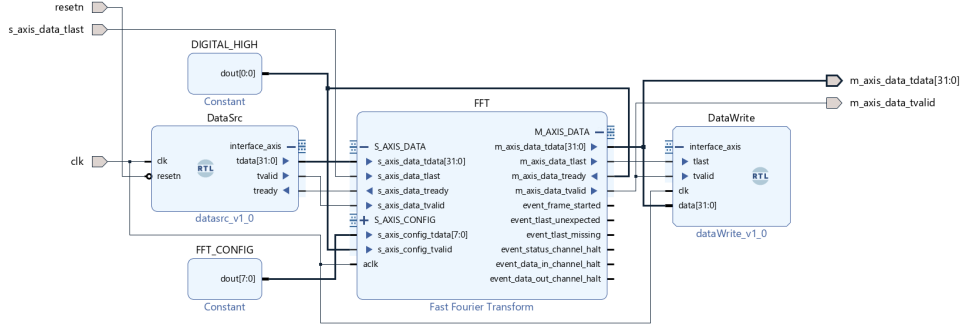 resetn
s_axis_data_tlast
clk
DIGITAL_HIGH
dout[0:0]
Constant
DataSrc
interface_axis
clk
tdata[31:0]
resetn
tvalid
tready
RTL
datasrc_v1_0
FFT_CONFIG
dout[7:0]
Constant
FFT
M_AXIS_DATA
S_AXIS_DATA
m_axis_data_tdata[31:0]
s_axis_data_tdata[31:0]
m_axis_data_tlast
s_axis_data_tlast
m_axis_data_tready
s_axis_data_tready
m_axis_data_tvalid
s_axis_data_tvalid
event_frame_started
S_AXIS_CONFIG
event_tlast_unexpected
s_axis_config_tdata[7:0]
event_tlast_missing
s_axis_config_tvalid
event_status_channel_halt
aclk
event_data_in_channel_halt
event_data_out_channel_halt
Fast Fourier Transform
DataWrite
interface_axis
tlast
tvalid
clk
data[31:0]
RTL
dataWrite_v1_0
m_axis_data_tdata[31:0]
m_axis_data_tvalid